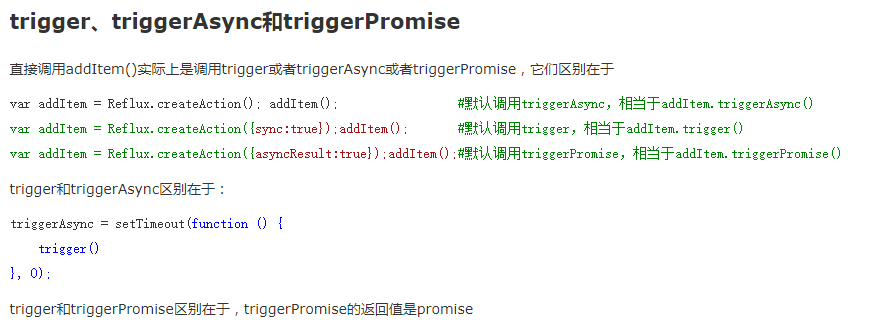 trigger、triggerAsync和triggerPromise
直接调用addItem()实际上是调用trigger或者triggerAsync或者triggerPromise，它们区别在于
var addItem = Reflux.createAction(); addItem();                 #默认调用triggerAsync，相当于addItem.triggerAsync()
var addItem = Reflux.createAction({sync:true});addItem();       #默认调用trigger，相当于addItem.trigger()
var addItem = Reflux.createAction({asyncResult:true});addItem();#默认调用triggerPromise，相当于addItem.triggerPromise()
trigger和triggerAsync区别在于：
triggerAsync = setTimeout(function () {
    trigger()
}, 0);
trigger和triggerPromise区别在于，triggerPromise的返回值是promise